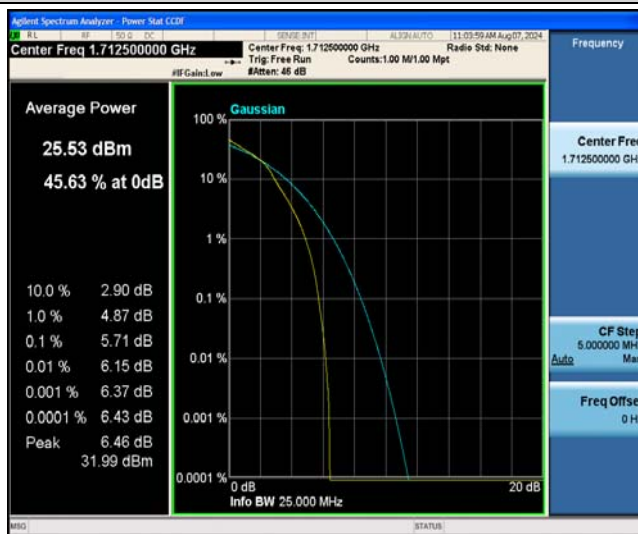 Agilent Spectrum Analyzer - Power Stat CCDF
RL RF 50 Ω DC SENSE:INT ALIGN AUTO 11:03:59 AM Aug 07, 2024
Center Freq 1.712500000 GHz
Center Freq: 1.712500000 GHz Radio Std: None
Trig: Free Run Counts:1.00 M/1.00 Mpt
#IFGain:Low #Atten: 46 dB
Frequency
Average Power
25.53 dBm
45.63 % at 0dB
10.0 % 2.90 dB
1.0 % 4.87 dB
0.1 % 5.71 dB
0.01 % 6.15 dB
0.001 % 6.37 dB
0.0001 % 6.43 dB
Peak 6.46 dB
31.99 dBm
Gaussian
100 %
10 %
1 %
0.1 %
0.01 %
0.001 %
0.0001 %
0 dB 20 dB
Info BW 25.000 MHz
Center Fre
1.712500000 GH
CF Step
5.000000 MH
Auto Ma
Freq Offse
0 H
MSG STATUS